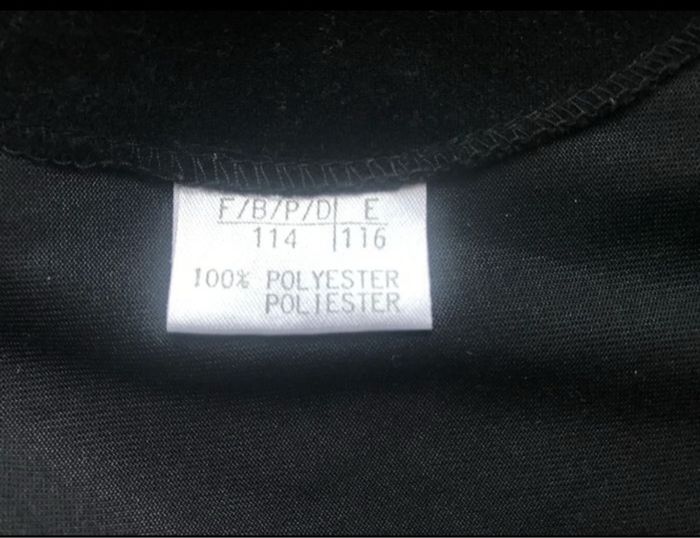 F/B/P/D E
114 116
100% POLYESTER
POLIESTER